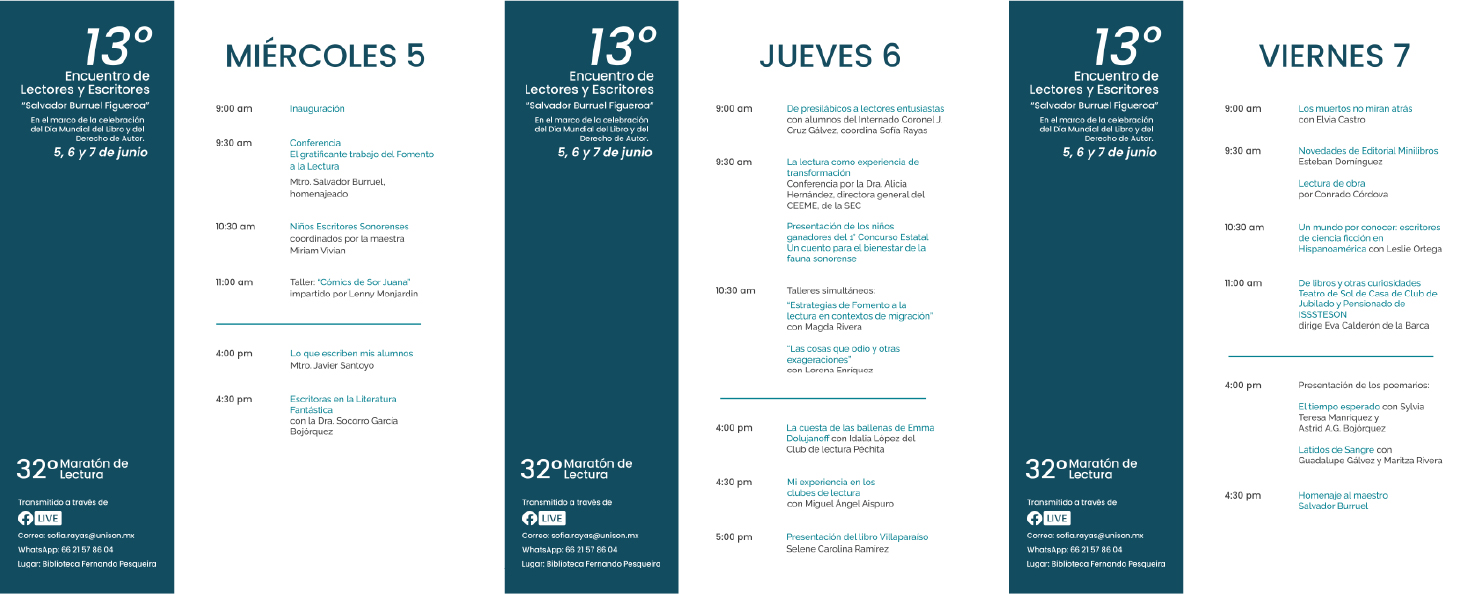 13°
Encuentro de
Lectores y Escritores
"Salvador Burruel Figueroa"
En el marco de la celebración
del Día Mundial del Libro y del
Derecho de Autor.
5, 6 y 7 de junio
32° Maratón de
Lectura
Transmitido a través de
LIVE
Correo: sofia.rayas@unison.mx
WhatsApp: 66 21 57 86 04
Lugar: Biblioteca Fernando Pesqueira
MIÉRCOLES 5
9:00 am Inauguración
9:30 am Conferencia
El gratificante trabajo del Fomento
a la Lectura
Mtro. Salvador Burruel,
homenajeado
10:30 am Niños Escritores Sonorenses
coordinados por la maestra
Miriam Vivian
11:00 am Taller: "Cómics de Sor Juana"
impartido por Lenny Monjardin
4:00 pm Lo que escriben mis alumnos
Mtro. Javier Santoyo
4:30 pm Escritoras en la Literatura
Fantástica
con la Dra. Socorro García
Bojórquez
13°
Encuentro de
Lectores y Escritores
"Salvador Burruel Figueroa"
En el marco de la celebración
del Día Mundial del Libro y del
Derecho de Autor.
5, 6 y 7 de junio
32° Maratón de
Lectura
Transmitido a través de
LIVE
Correo: sofia.rayas@unison.mx
WhatsApp: 66 21 57 86 04
Lugar: Biblioteca Fernando Pesqueira
JUEVES 6
9:00 am De presilábicos a lectores entusiastas
con alumnos del Internado Coronel J
Cruz Gálvez, coordina Sofía Rayas
9:30 am La lectura como experiencia de
transformación
Conferencia por la Dra. Alicia
Hernández, directora general del
CEEME, de la SEC
Presentación de los niños
ganadores del 1° Concurso Estatal
Un cuento para el bienestar de la
fauna sonorense
10:30 am Talleres simultáneos:
"Estrategias de Fomento a la
lectura en contextos de migración"
con Magda Rivera
"Las cosas que odio y otras
exageraciones"
con Lorena Enríquez
4:00 pm La cuesta de las ballenas de Emma
Dolujanoff con Idalia López del
Club de lectura Péchita
4:30 pm Mi experiencia en los
clubes de lectura
con Miguel Ángel Aispuro
5:00 pm Presentación del libro Villaparaíso
Selene Carolina Ramírez
13°
Encuentro de
Lectores y Escritores
"Salvador Burruel Figueroa"
En el marco de la celebración
del Día Mundial del Libro y del
Derecho de Autor.
5, 6 y 7 de junio
32° Maratón de
Lectura
Transmitido a través de
LIVE
Correo: sofia.rayas@unison.mx
WhatsApp: 66 21 57 86 04
Lugar: Biblioteca Fernando Pesqueira
VIERNES 7
9:00 am Los muertos no miran atrás
con Elvia Castro
9:30 am Novedades de Editorial Minilibros
Esteban Domínguez
Lectura de obra
por Conrado Córdova
10:30 am Un mundo por conocer: escritores
de ciencia ficción en
Hispanoamérica con Leslie Ortega
11:00 am De libros y otras curiosidades
Teatro de Sol de Casa de Club de
Jubilado y Pensionado de
ISSSTESON
dirige Eva Calderón de la Barca
4:00 pm Presentación de los poemarios:
El tiempo esperado con Sylvia
Teresa Manríquez y
Astrid A.G. Bojórquez
Latidos de Sangre con
Guadalupe Gálvez y Maritza Rivera
4:30 pm Homenaje al maestro
Salvador Burruel